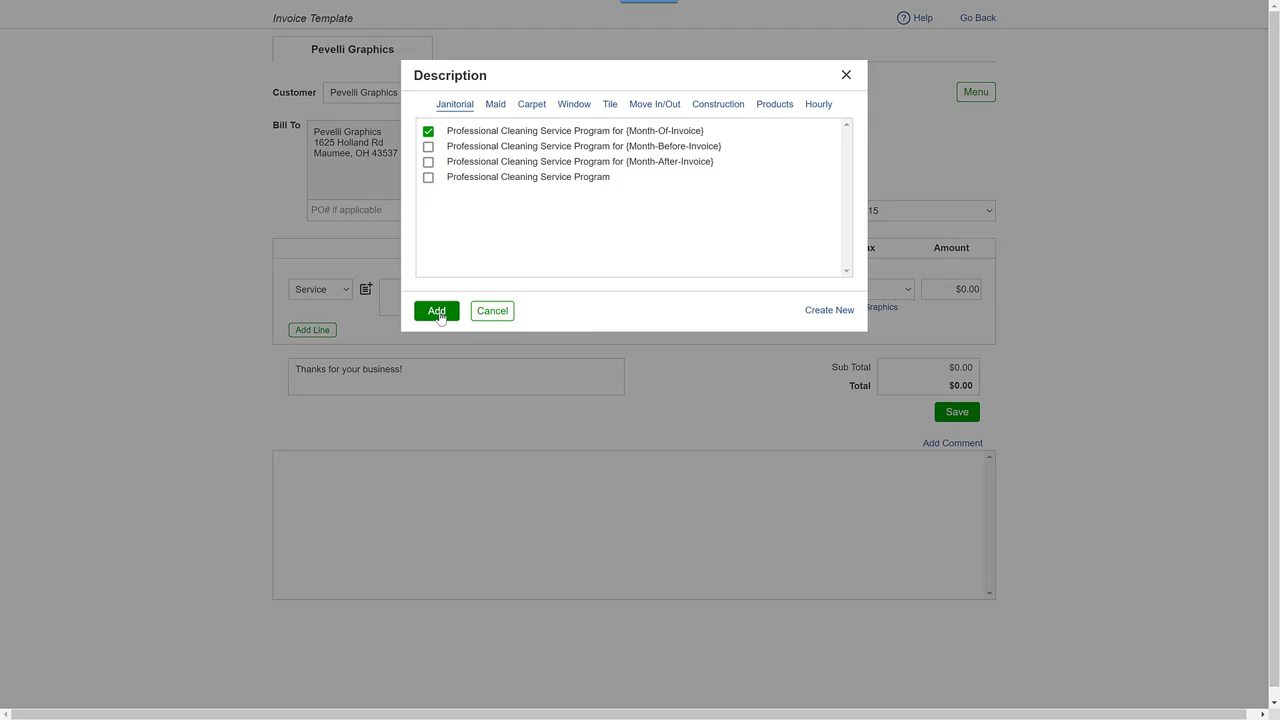 Invoice Template
Help
Go Back
Pevelli Graphics
Description
Customer
Pevelli Graphics
Menu
Janitorial Maid Carpet Window Tile Move In/Out Construction Products Hourly
Bill To
Pevelli Graphics
1625 Holland Rd
Maumee, OH 43537
Professional Cleaning Service Program for {Month-Of-Invoice}
Professional Cleaning Service Program for {Month-Before-Invoice}
Professional Cleaning Service Program for {Month-After-Invoice}
Professional Cleaning Service Program
PO# if applicable
15
Amount
Service
$0.00
Graphics
Add
Cancel
Create New
Add Line
Thanks for your business!
Sub Total $0.00
Total $0.00
Save
Add Comment